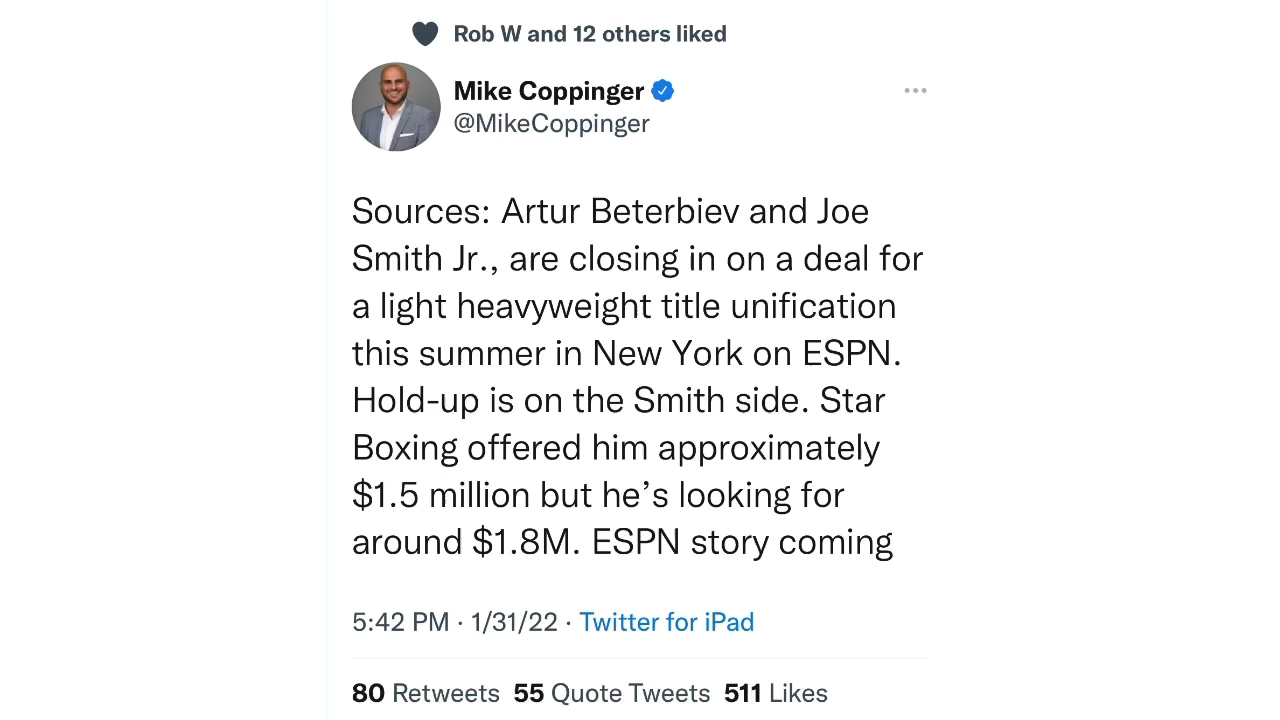 Rob W and 12 others liked
Mike Coppinger
@MikeCoppinger
Sources: Artur Beterbiev and Joe
Smith Jr., are closing in on a deal for
a light heavyweight title unification
this summer in New York on ESPN.
Hold-up is on the Smith side. Star
Boxing offered him approximately
$1.5 million but he’s looking for
around $1.8M. ESPN story coming
5:42 PM · 1/31/22 · Twitter for iPad
80 Retweets 55 Quote Tweets 511 Likes